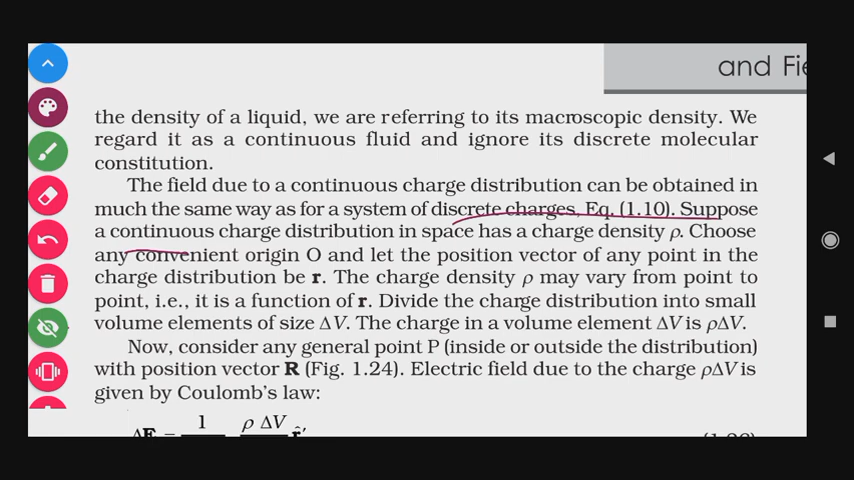 and
the density of a liquid, we are referring to its macroscopic density. We
regard it as a continuous fluid and ignore its discrete molecular
constitution.
The field due to a continuous charge distribution can be obtained in
much the same way as for a system of discrete charges, Eq. (1.10). Suppose
a continuous charge distribution in space has a charge density ρ. Choose
any convenient origin O and let the position vector of any point in the
charge distribution be r. The charge density ρ may vary from point to
point, i.e., it is a function of r. Divide the charge distribution into small
volume elements of size ΔV. The charge in a volume element ΔV is ρΔV.
Now, consider any general point P (inside or outside the distribution)
with position vector R (Fig. 1.24). Electric field due to the charge ρΔV is
given by Coulomb's law:
ΔE = 1 ρ ΔV r̂'